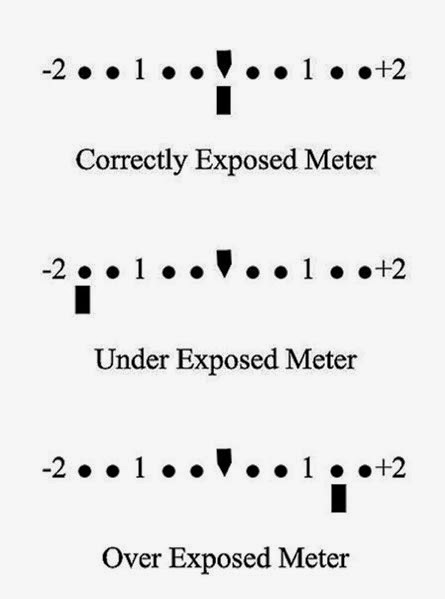 -2 • • 1 • • • • 1 • •+2
Correctly Exposed Meter
-2 • • 1 • • • • 1 • •+2
Under Exposed Meter
-2 • • 1 • • • • 1 • •+2
Over Exposed Meter